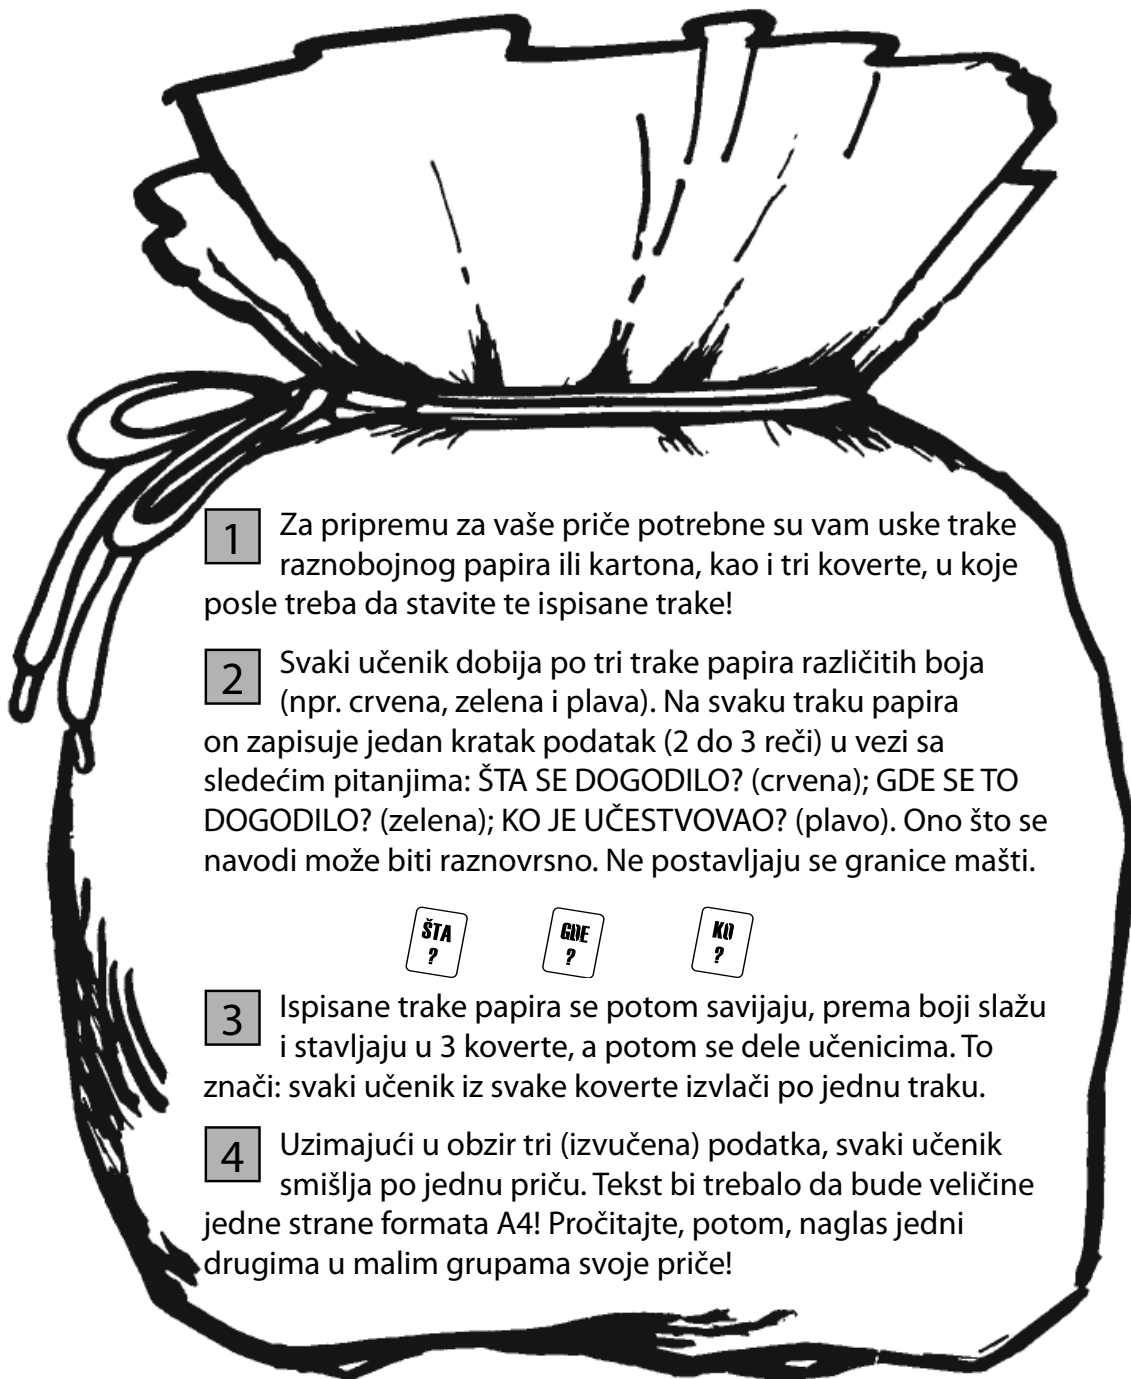 1 Za pripremu za vaše priče potrebne su vam uske trake
raznobojnog papira ili kartona, kao i tri koverte, u koje
posle treba da stavite te ispisane trake!
2 Svaki učenik dobija po tri trake papira različitih boja
(npr. crvena, zelena i plava). Na svaku traku papira
on zapisuje jedan kratak podatak (2 do 3 reči) u vezi sa
sledećim pitanjima: ŠTA SE DOGODILO? (crvena); GDE SE TO
DOGODILO? (zelena); KO JE UČESTVOVAO? (plavo). Ono što se
navodi može biti raznovrsno. Ne postavljaju se granice mašti.
ŠTA
?
GDE
?
KO
?
3 Ispisane trake papira se potom savijaju, prema boji slažu
i stavljaju u 3 koverte, a potom se dele učenicima. To
znači: svaki učenik iz svake koverte izvlači po jednu traku.
4 Uzimajući u obzir tri (izvučena) podatka, svaki učenik
smišlja po jednu priču. Tekst bi trebalo da bude veličine
jedne strane formata A4! Pročitajte, potom, naglas jedni
drugima u malim grupama svoje priče!